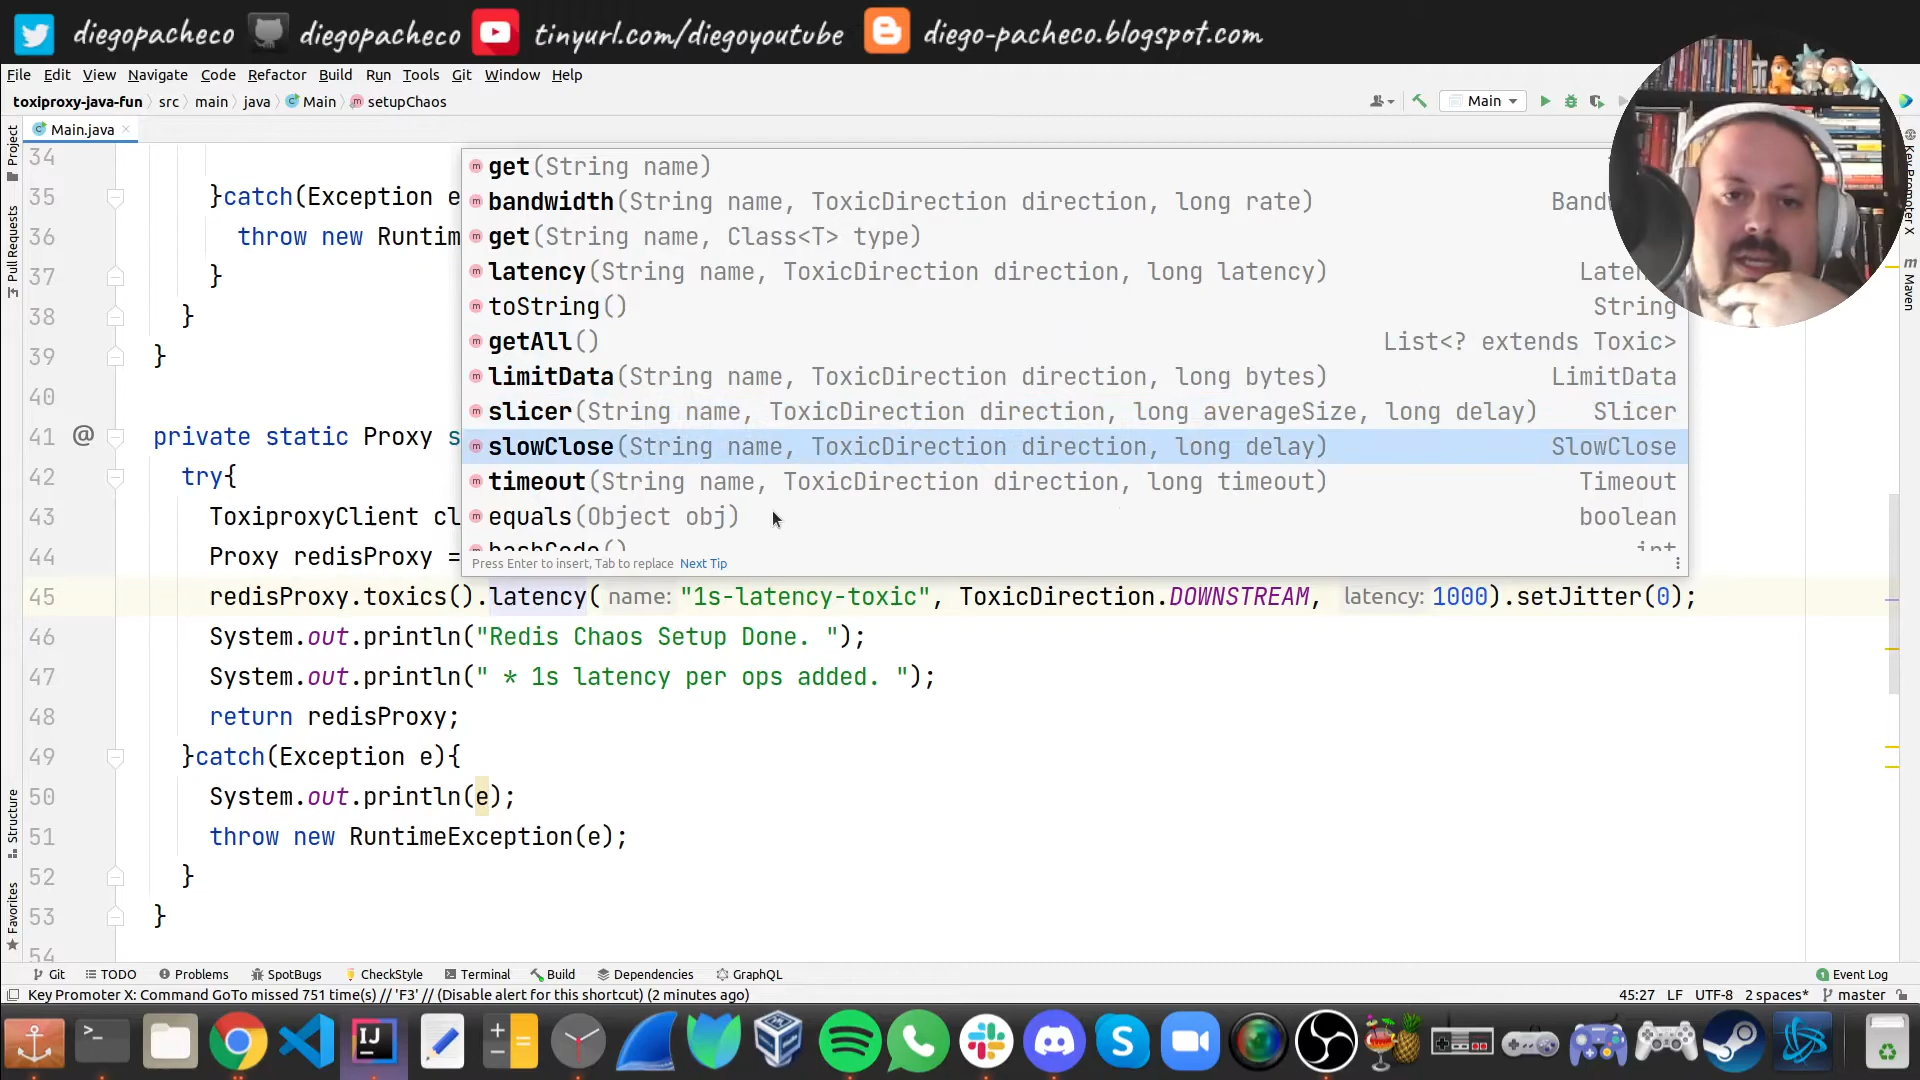 diegopacheco diegopacheco tinyurl.com/diegoyoutube diego-pacheco.blogspot.com
File Edit View Navigate Code Refactor Build Run Tools Git Window Help
toxiproxy-java-fun src main java Main setupChaos
Main
Main.java
Project
Pull Requests
Structure
Favorites
Key Promoter X
Maven
34
35 }catch(Exception e
36 throw new Runtim
37 }
38 }
39 }
40
41 @ private static Proxy s
42 try{
43 ToxiproxyClient cl
44 Proxy redisProxy =
get(String name)
bandwidth(String name, ToxicDirection direction, long rate) Band
get(String name, Class<T> type)
latency(String name, ToxicDirection direction, long latency) Laten
toString() String
getAll() List<? extends Toxic>
limitData(String name, ToxicDirection direction, long bytes) LimitData
slicer(String name, ToxicDirection direction, long averageSize, long delay) Slicer
slowClose(String name, ToxicDirection direction, long delay) SlowClose
timeout(String name, ToxicDirection direction, long timeout) Timeout
equals(Object obj) boolean
hashCode() int
Press Enter to insert, Tab to replace Next Tip
45 redisProxy.toxics().latency( name: "1s-latency-toxic", ToxicDirection.DOWNSTREAM, latency: 1000).setJitter(0);
46 System.out.println("Redis Chaos Setup Done. ");
47 System.out.println(" * 1s latency per ops added. ");
48 return redisProxy;
49 }catch(Exception e){
50 System.out.println(e);
51 throw new RuntimeException(e);
52 }
53 }
54
Git TODO Problems SpotBugs CheckStyle Terminal Build Dependencies GraphQL 1 Event Log
Key Promoter X: Command GoTo missed 751 time(s) // 'F3' // (Disable alert for this shortcut) (2 minutes ago) 45:27 LF UTF-8 2 spaces* master